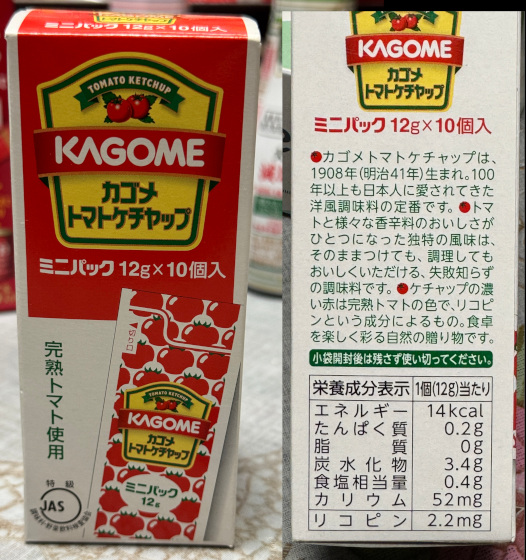 ミニパック 12g×10個入
TOMATO KETCHUP
KAGOME
カゴメ
トマトケチャップ
ミニパック 12g×10個入
完熟トマト使用
特級
JAS
TOMATO KETCHUP
KAGOME
カゴメ
トマトケチャップ
ミニパック
12g
KAGOME
カゴメ
トマトケチャップ
ミニパック 12g×10個入
カゴメトマトケチャップは、
1908年(明治41年)生まれ。100
年以上も日本人に愛されてきた
洋風調味料の定番です。トマ
トと様々な香辛料のおいしさが
ひとつになった独特の風味は、
そのままつけても、調理しても
おいしくいただける、失敗知らず
の調味料です。ケチャップの濃
い赤は完熟トマトの色で、リコピ
ンという成分によるもの。食卓
を楽しく彩る自然の贈り物です。
小袋開封後は残さず使い切ってください。
栄養成分表示 1個(12g)当たり
エネルギー 14kcal
たんぱく質 0.2g
脂質 0g
炭水化物 3.4g
食塩相当量 0.4g
カリウム 52mg
リコピン 2.2mg